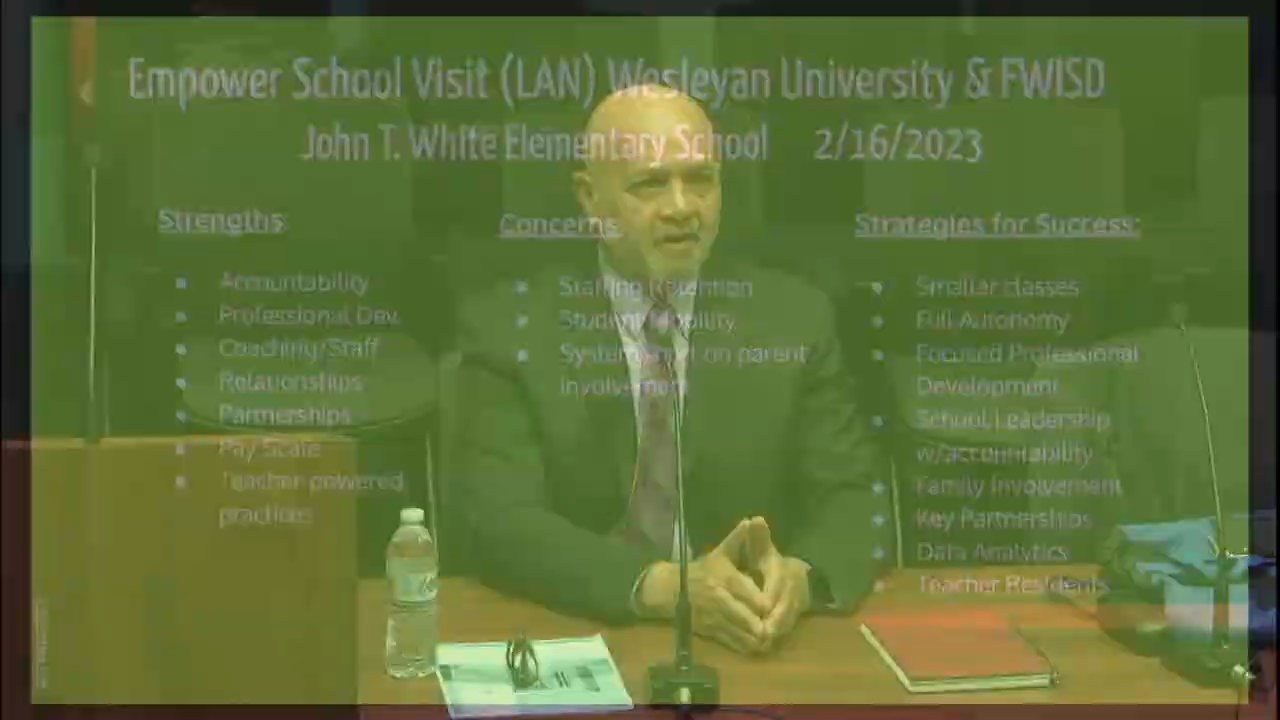 Empower School Visit (LAN) Wesleyan University & FWISD
John T. White Elementary School 2/16/2023
Strengths
Accountability
Professional Dev.
Coaching/Staff
Relationships
Partnerships
Pay Scale
Teacher powered
practices
Concerns
Staffing Retention
Student Mobility
System on parent
involvement
Strategies for Success:
Smaller classes
Full Autonomy
Focused Professional
Development
School Leadership
w/accountability
Family Involvement
Key Partnerships
Data Analytics
Teacher Residents